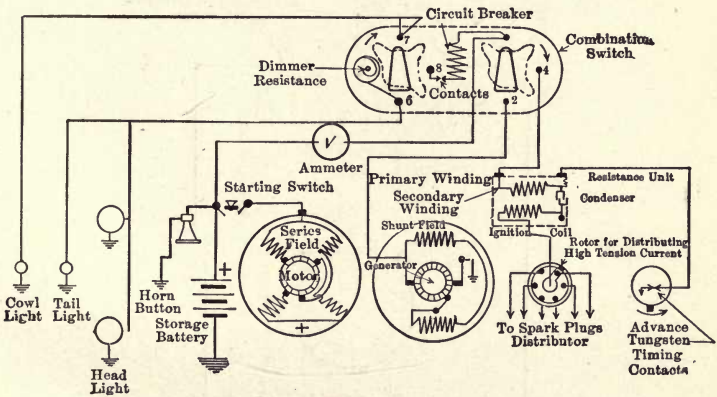 Circuit Breaker
7
Combination
Switch
Dimmer
Resistance
8
4
Contacts
6
2
V
Ammeter
Starting Switch
Primary Winding
Secondary
Winding
Resistance Unit
Condenser
Ignition Coil
Series
Field
Motor
Shunt Field
Generator
Rotor for Distributing
High Tension Current
+
+
Cowl
Light
Tail
Light
Horn
Button
Storage
Battery
To Spark Plugs
Distributor
Advance
Tungsten
Timing
Contacts
Head
Light